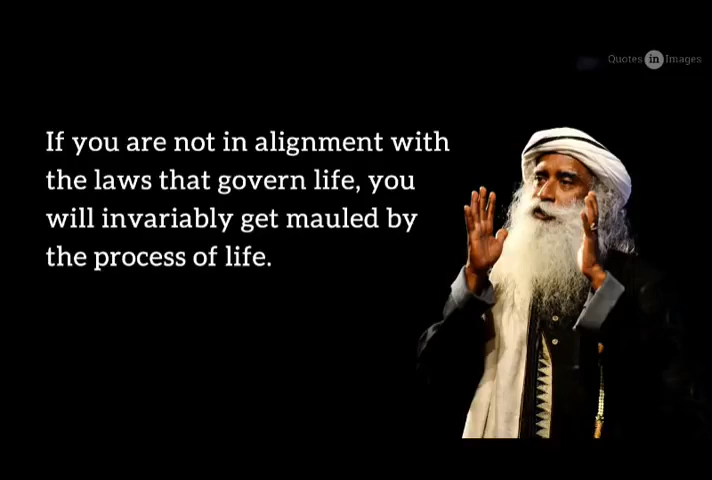 Quotes in Images
If you are not in alignment with
the laws that govern life, you
will invariably get mauled by
the process of life.